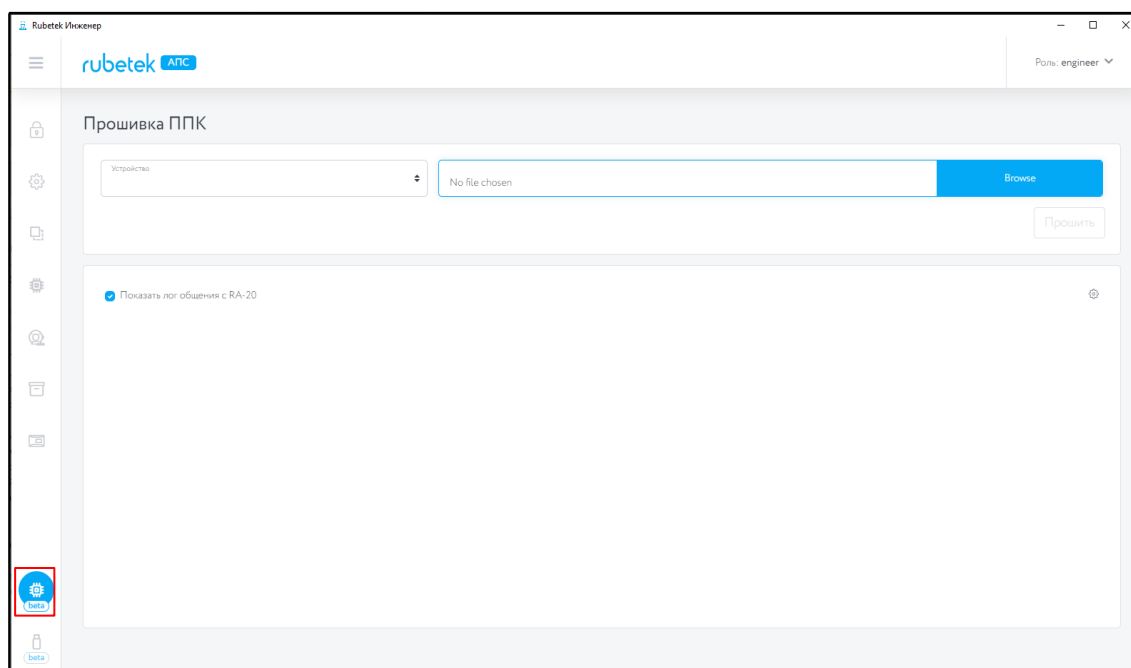 Rubetek Инженер
rubetek АПС
Роль: engineer
Прошивка ППК
Устройство
No file chosen
Browse
Прошить
Показать лог общения с RA-20
beta
beta